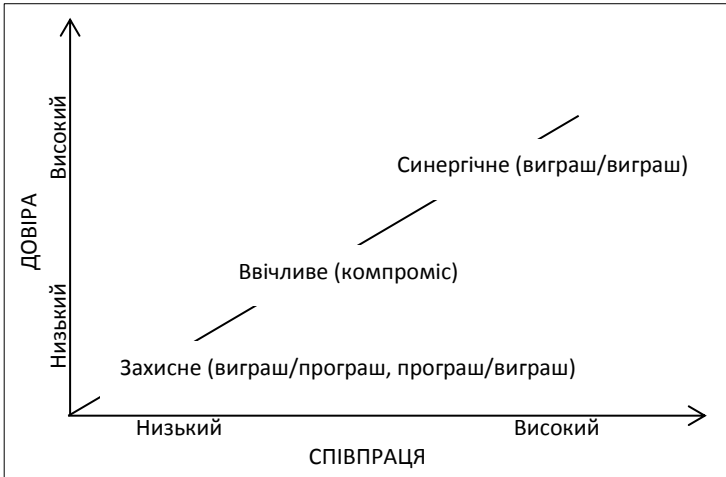 Високий
ДОВІРА
Низький
Синергічне (виграш/виграш)
Ввічливе (компроміс)
Захисне (виграш/програш, програш/виграш)
Низький
Високий
СПІВПРАЦЯ